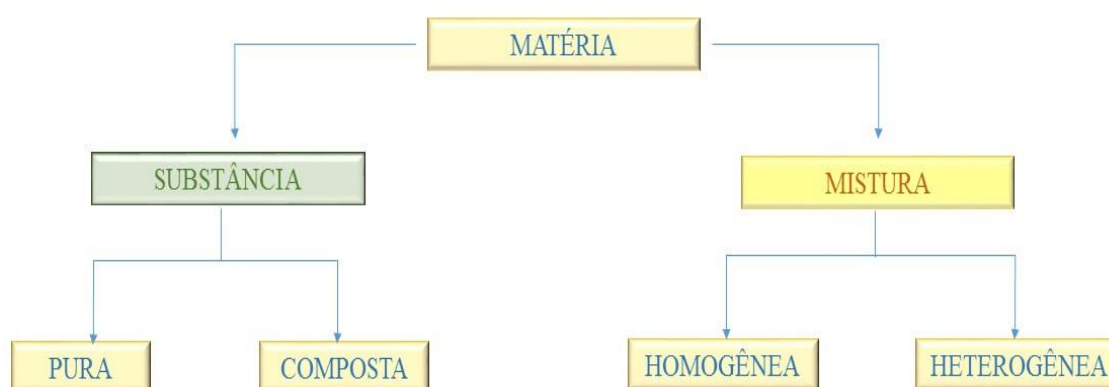 MATÉRIA
SUBSTÂNCIA
MISTURA
PURA
COMPOSTA
HOMOGÊNEA
HETEROGÊNEA